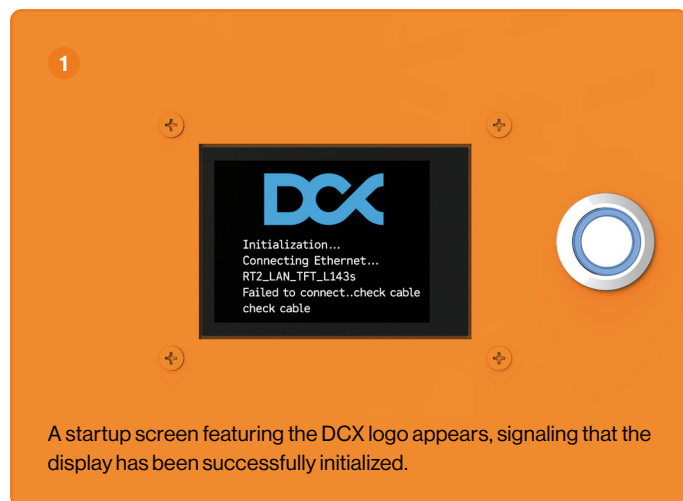 1
DCX
Initialization...
Connecting Ethernet...
RT2_LAN_TFT_L143s
Failed to connect..check cable
check cable
A startup screen featuring the DCX logo appears, signaling that the
display has been successfully initialized.